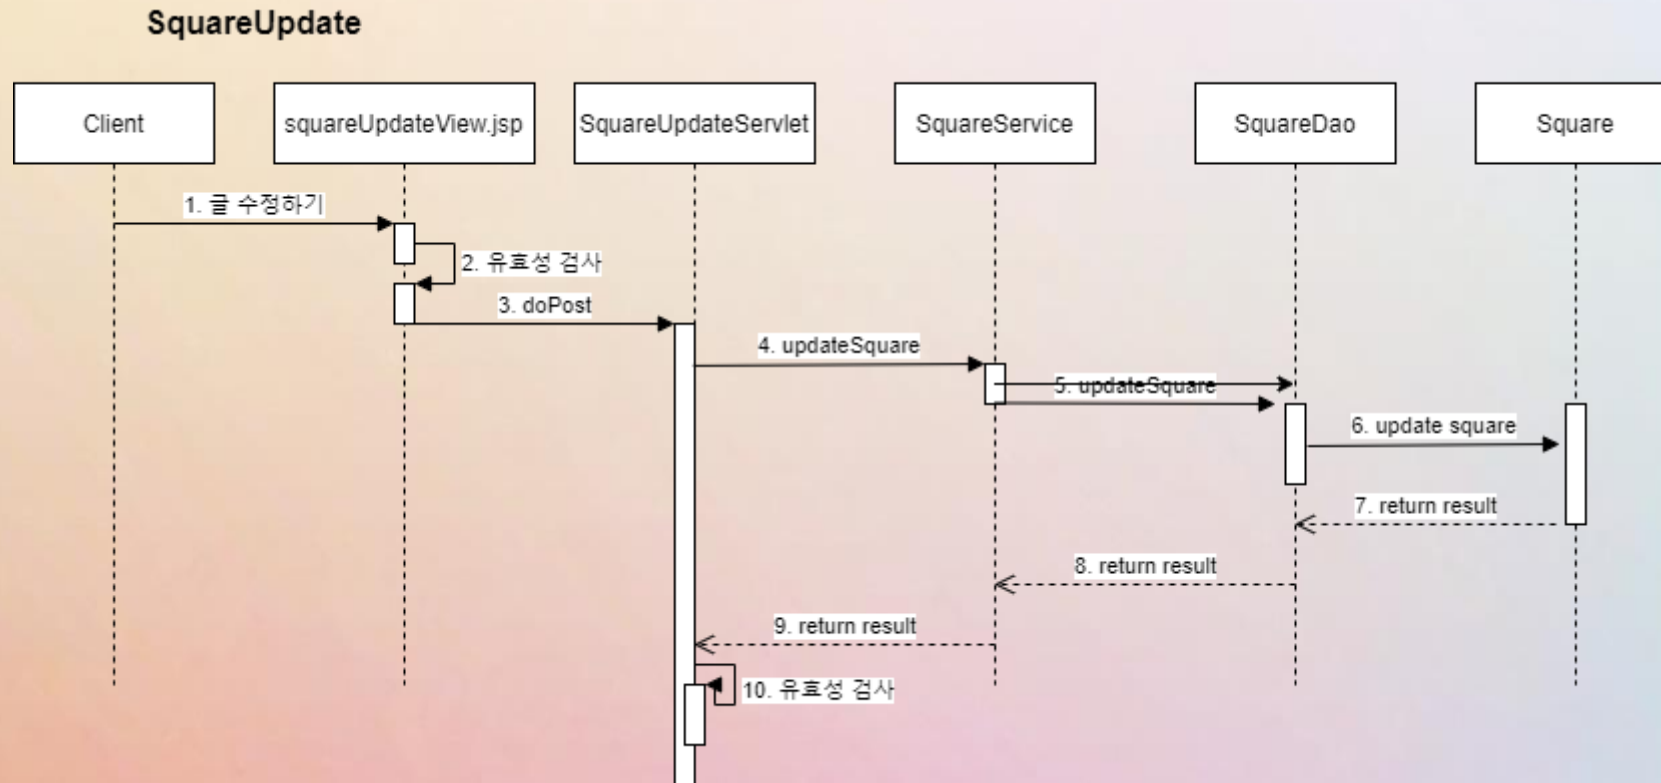 SquareUpdate
Client
squareUpdateView.jsp
SquareUpdateServlet
SquareService
SquareDao
Square
1. 글 수정하기
2. 유효성 검사
3. doPost
4. updateSquare
5. updateSquare
6. update square
7. return result
8. return result
9. return result
10. 유효성 검사